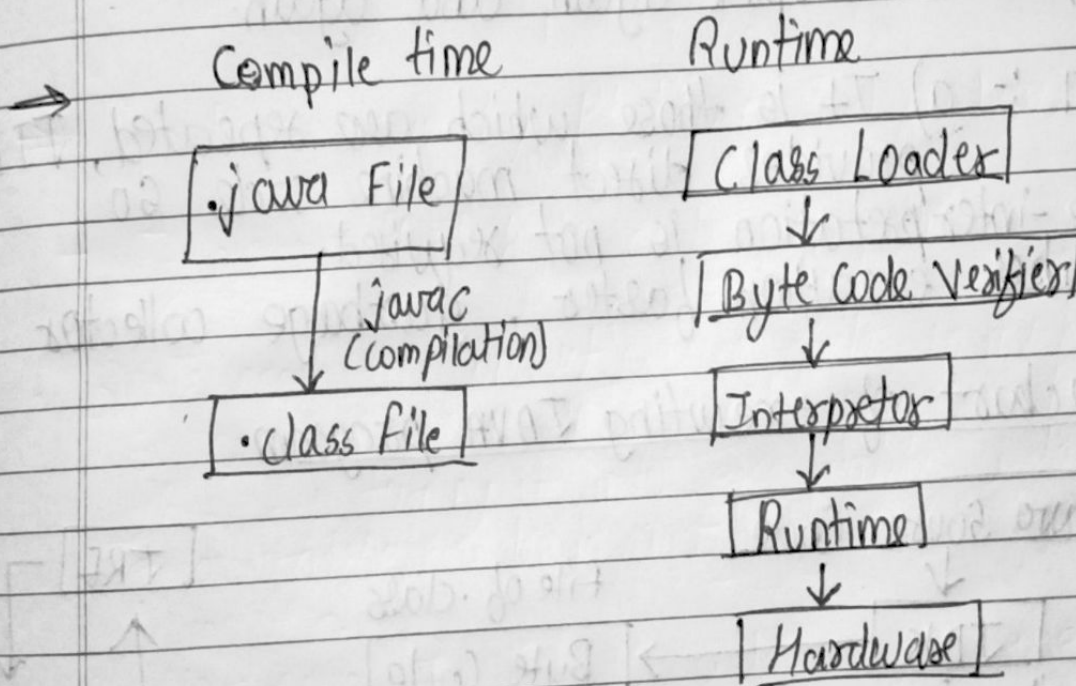 Compile time
Runtime
.java File
javac
(compilation)
.class file
Class Loader
Byte Code Verifier
Interpretor
Runtime
Hardware